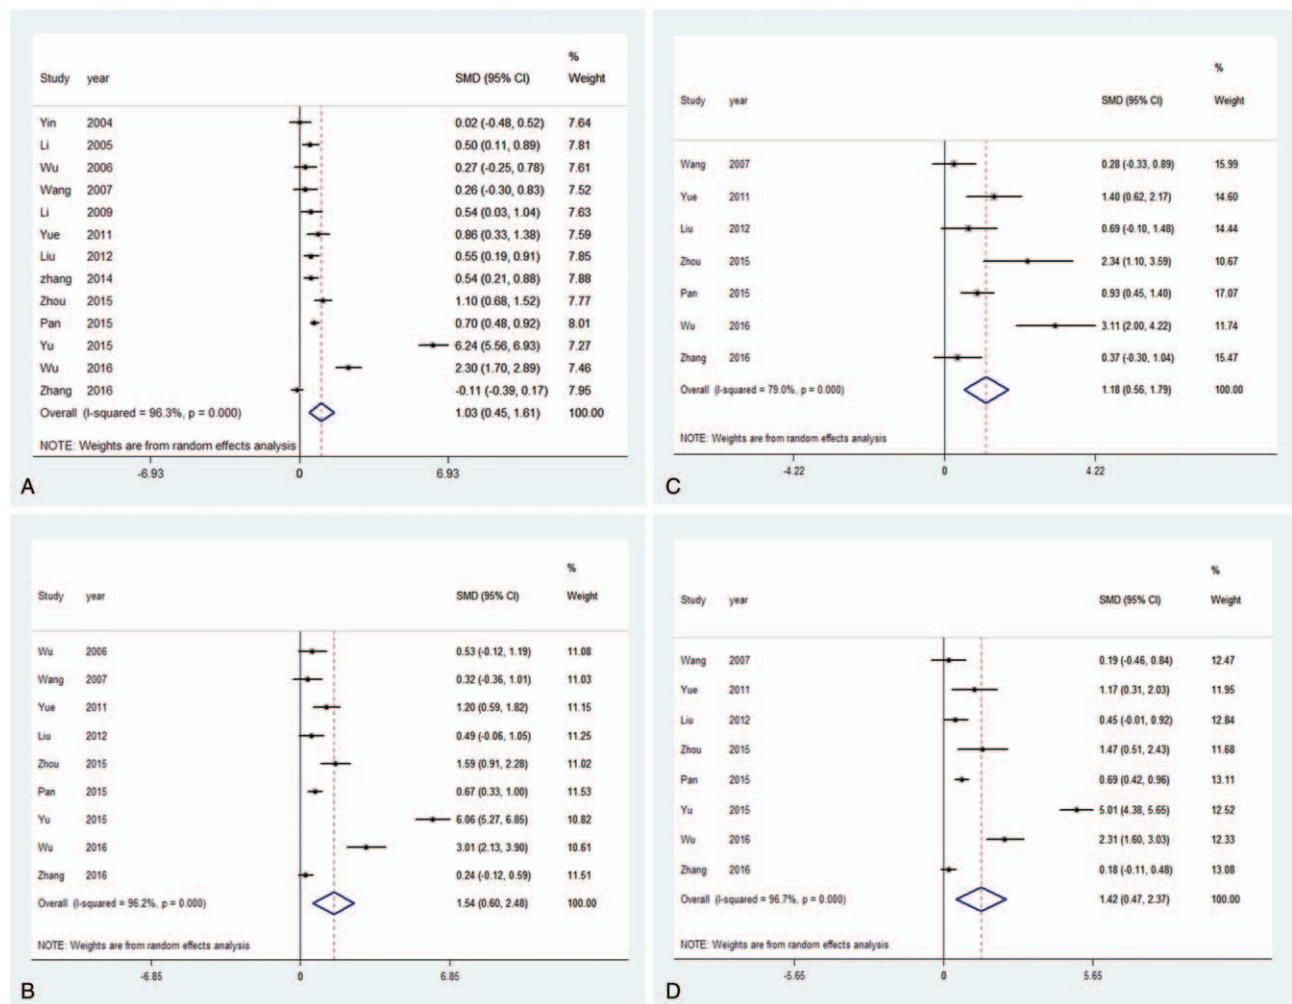 %
Study year SMD (95% CI) Weight
Yin 2004 0.02 (-0.48, 0.52) 7.64
Li 2005 0.50 (0.11, 0.89) 7.81
Wu 2006 0.27 (-0.25, 0.78) 7.61
Wang 2007 0.26 (-0.30, 0.83) 7.52
Li 2009 0.54 (0.03, 1.04) 7.63
Yue 2011 0.86 (0.33, 1.38) 7.59
Liu 2012 0.55 (0.19, 0.91) 7.85
zhang 2014 0.54 (0.21, 0.88) 7.88
Zhou 2015 1.10 (0.68, 1.52) 7.77
Pan 2015 0.70 (0.48, 0.92) 8.01
Yu 2015 6.24 (5.56, 6.93) 7.27
Wu 2016 2.30 (1.70, 2.89) 7.46
Zhang 2016 -0.11 (-0.39, 0.17) 7.95
Overall (I-squared = 96.3%, p = 0.000) 1.03 (0.45, 1.61) 100.00
NOTE: Weights are from random effects analysis
-6.93 0 6.93
A
%
Study year SMD (95% CI) Weight
Wu 2006 0.53 (-0.12, 1.19) 11.08
Wang 2007 0.32 (-0.36, 1.01) 11.03
Yue 2011 1.20 (0.59, 1.82) 11.15
Liu 2012 0.49 (-0.06, 1.05) 11.25
Zhou 2015 1.59 (0.91, 2.28) 11.02
Pan 2015 0.67 (0.33, 1.00) 11.53
Yu 2015 6.06 (5.27, 6.85) 10.82
Wu 2016 3.01 (2.13, 3.90) 10.61
Zhang 2016 0.24 (-0.12, 0.59) 11.51
Overall (I-squared = 96.2%, p = 0.000) 1.54 (0.60, 2.48) 100.00
NOTE: Weights are from random effects analysis
-6.85 0 6.85
B
%
Study year SMD (95% CI) Weight
Wang 2007 0.28 (-0.33, 0.89) 15.99
Yue 2011 1.40 (0.62, 2.17) 14.60
Liu 2012 0.69 (-0.10, 1.48) 14.44
Zhou 2015 2.34 (1.10, 3.59) 10.67
Pan 2015 0.93 (0.45, 1.40) 17.07
Wu 2016 3.11 (2.00, 4.22) 11.74
Zhang 2016 0.37 (-0.30, 1.04) 15.47
Overall (I-squared = 79.0%, p = 0.000) 1.18 (0.56, 1.79) 100.00
NOTE: Weights are from random effects analysis
-4.22 0 4.22
C
%
Study year SMD (95% CI) Weight
Wang 2007 0.19 (-0.46, 0.84) 12.47
Yue 2011 1.17 (0.31, 2.03) 11.95
Liu 2012 0.45 (-0.01, 0.92) 12.84
Zhou 2015 1.47 (0.51, 2.43) 11.68
Pan 2015 0.69 (0.42, 0.96) 13.11
Yu 2015 5.01 (4.38, 5.65) 12.52
Wu 2016 2.31 (1.60, 3.03) 12.33
Zhang 2016 0.18 (-0.11, 0.48) 13.08
Overall (I-squared = 96.7%, p = 0.000) 1.42 (0.47, 2.37) 100.00
NOTE: Weights are from random effects analysis
-5.65 0 5.65
D